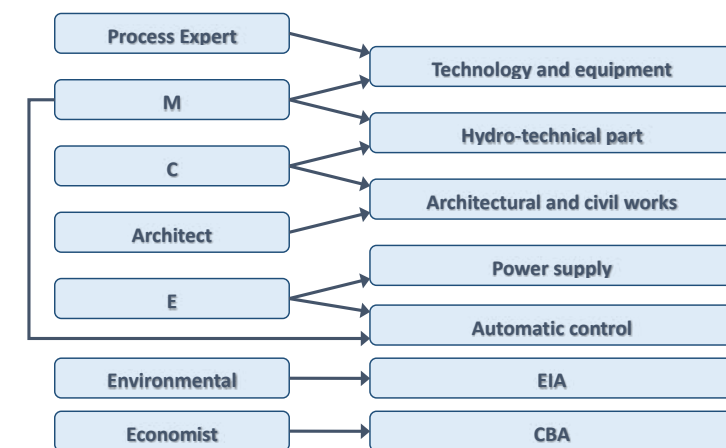 Process Expert
Technology and equipment
M
Hydro-technical part
C
Architectural and civil works
Architect
Power supply
E
Automatic control
Environmental
EIA
Economist
CBA